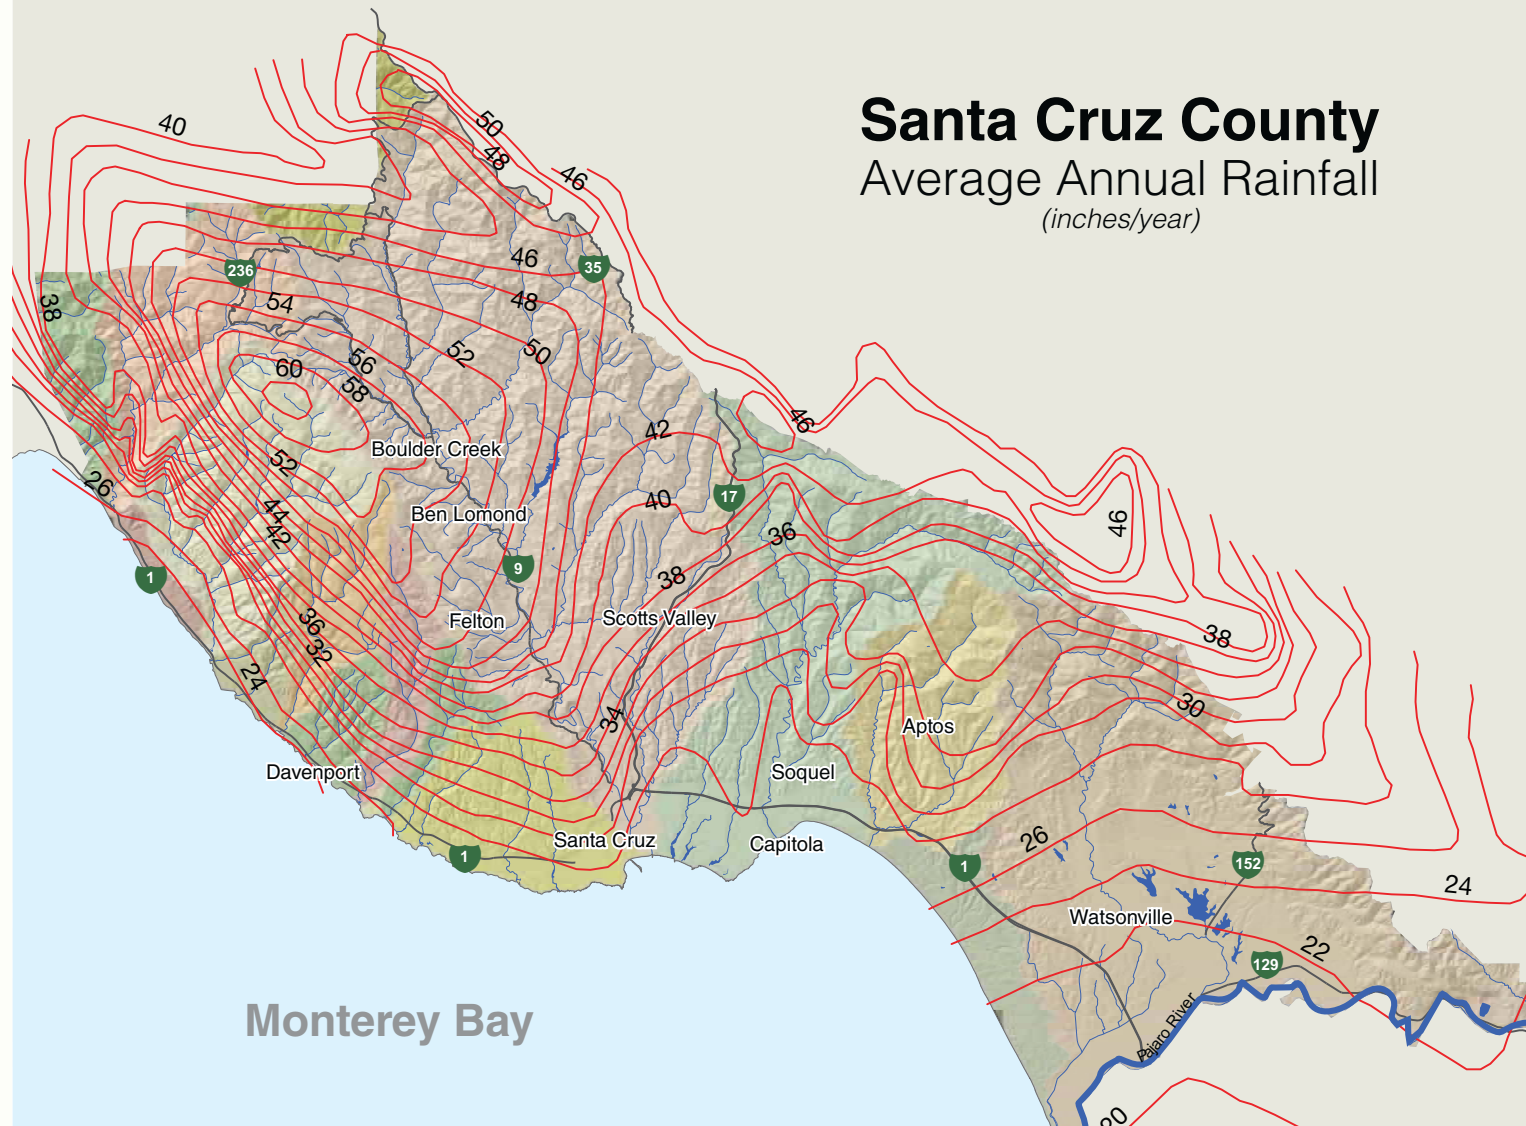 Santa Cruz County
Average Annual Rainfall
(inches/year)
40
50
48
46
46
236
35
38
54
48
56
52
50
60
58
46
42
Boulder Creek
52
26
40
17
44
42
Ben Lomond
36
46
9
1
38
36
32
Felton
Scotts Valley
38
24
30
34
Aptos
Davenport
Soquel
Santa Cruz
Capitola
26
1
1
152
24
Watsonville
22
129
Monterey Bay
Pajaro River
20